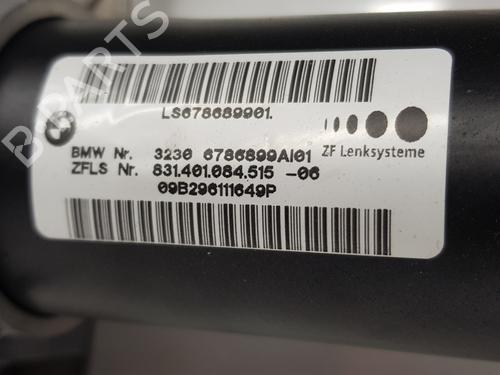 LS678689901.
BMW Nr. 3230 6786899AI01
ZF Lenksysteme
ZFLS Nr. 831.401.084.515 -06
09B296111649P
B PARTS